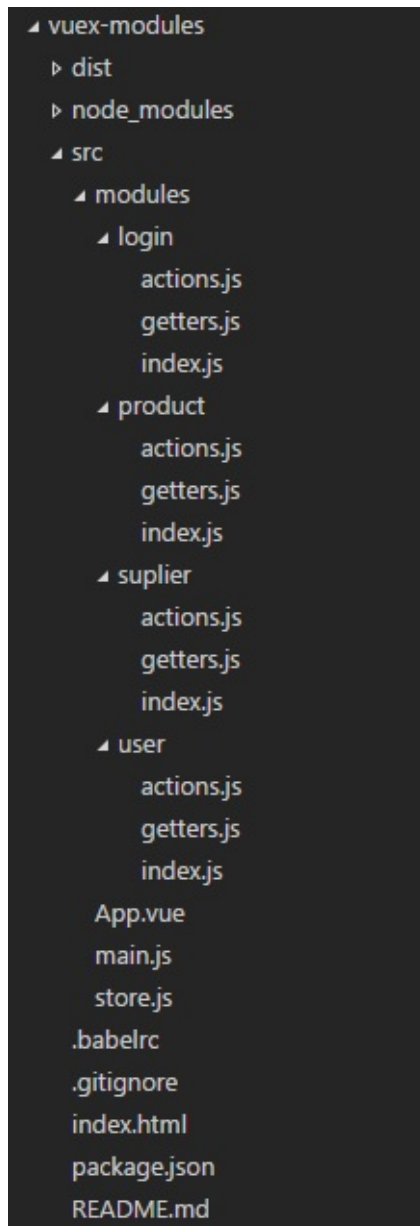 vuex-modules
dist
node_modules
src
modules
login
actions.js
getters.js
index.js
product
actions.js
getters.js
index.js
suplier
actions.js
getters.js
index.js
user
actions.js
getters.js
index.js
App.vue
main.js
store.js
.babelrc
.gitignore
index.html
package.json
README.md